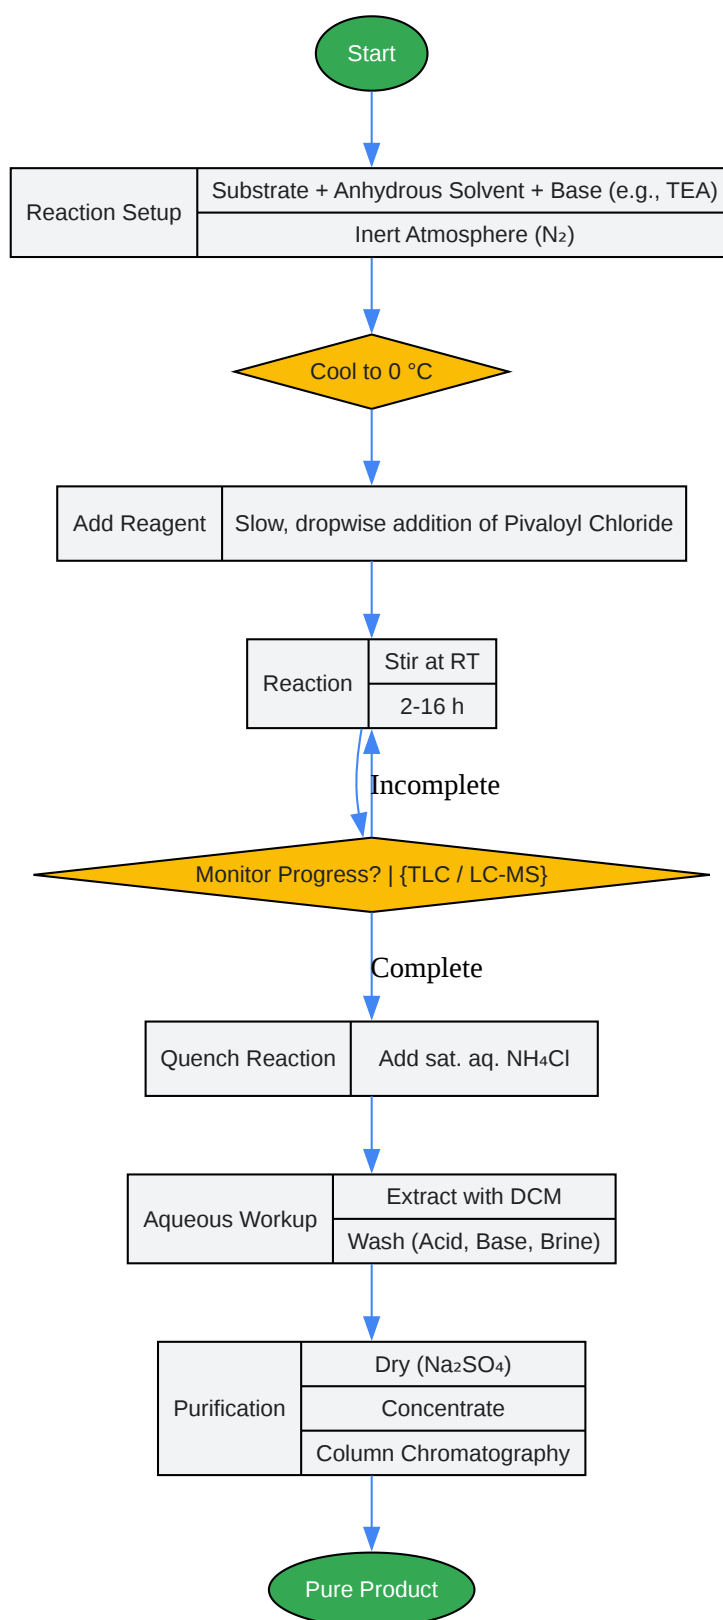 Start
Reaction Setup
Substrate + Anhydrous Solvent + Base (e.g., TEA)
Inert Atmosphere (N₂)
Cool to 0 °C
Add Reagent
Slow, dropwise addition of Pivaloyl Chloride
Reaction
Stir at RT
2-16 h
Incomplete
Monitor Progress? | {TLC / LC-MS}
Complete
Quench Reaction
Add sat. aq. NH₄Cl
Aqueous Workup
Extract with DCM
Wash (Acid, Base, Brine)
Purification
Dry (Na₂SO₄)
Concentrate
Column Chromatography
Pure Product